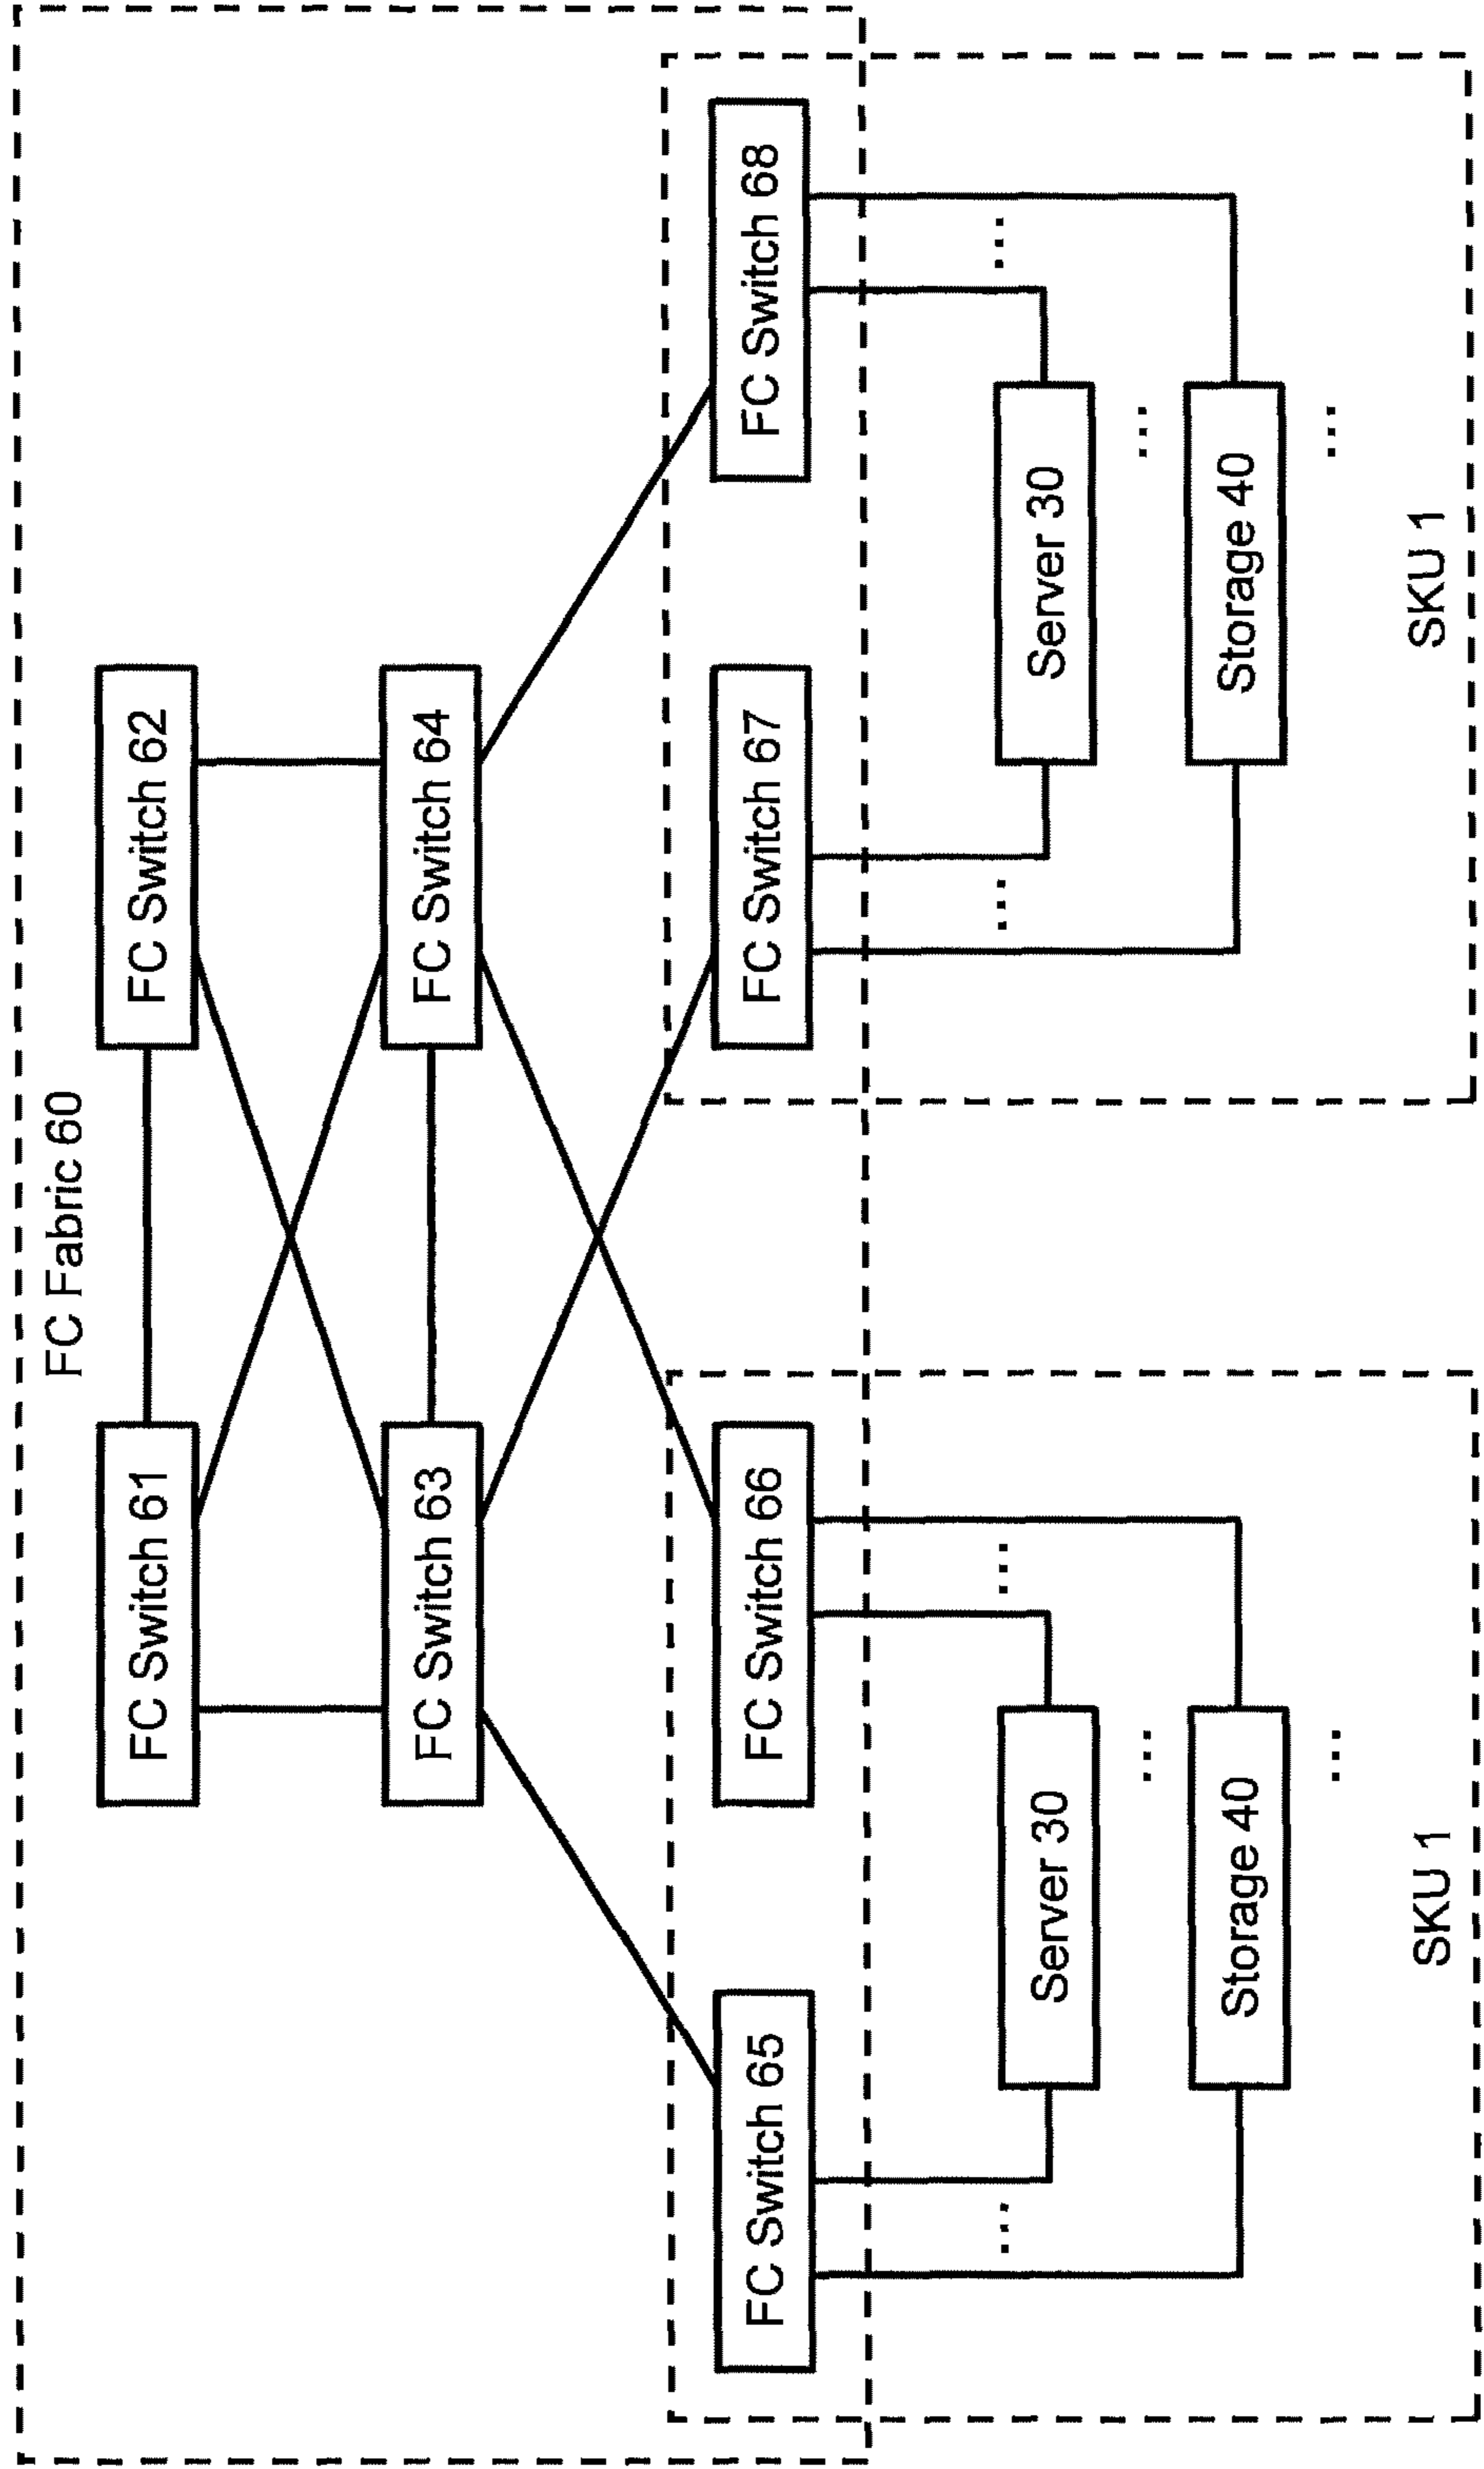 FC Fabric 60
FC Switch 61
FC Switch 62
FC Switch 63
FC Switch 64
FC Switch 65
FC Switch 66
FC Switch 67
FC Switch 68
...
...
...
...
Server 30
Server 30
...
...
Storage 40
Storage 40
...
...
SKU 1
SKU 1